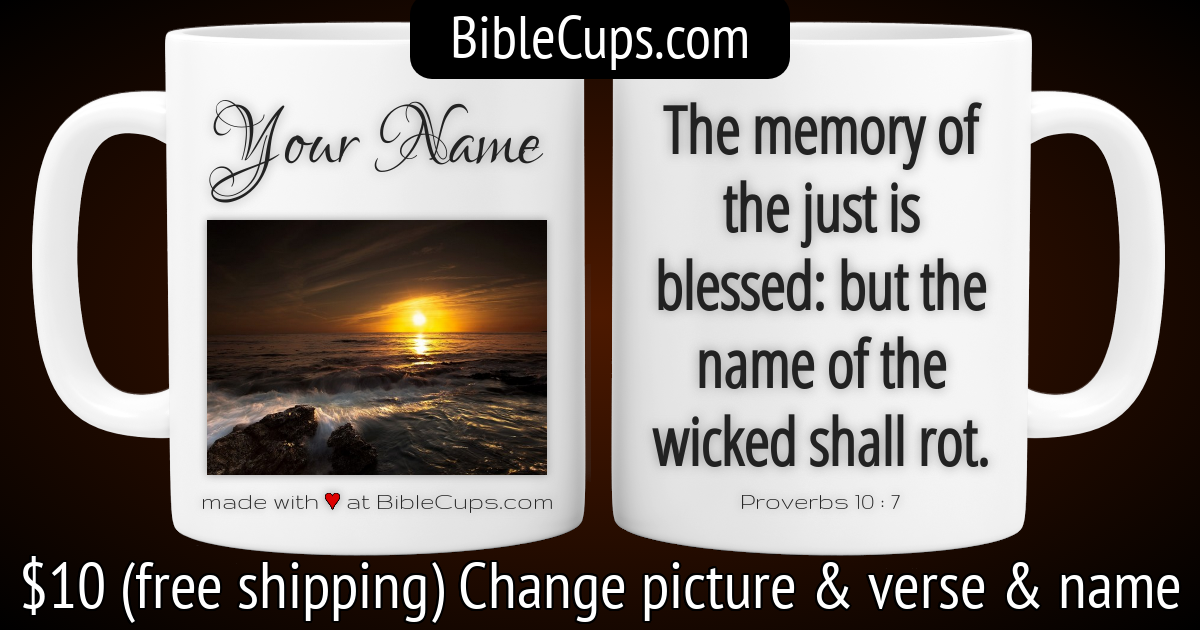 BibleCups.com
Your Name
made with ♥ at BibleCups.com
The memory of
the just is
blessed: but the
name of the
wicked shall rot.
Proverbs 10 : 7
$10 (free shipping) Change picture & verse & name